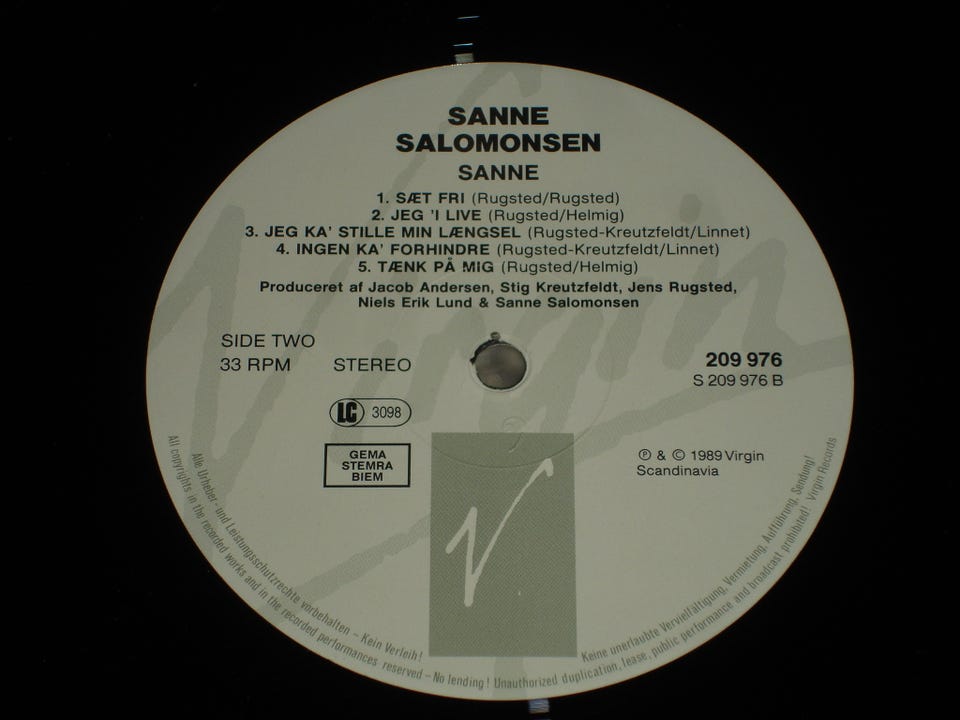 SANNE
SALOMONSEN
SANNE
1. SÆT FRI (Rugsted/Rugsted)
2. JEG 'I LIVE (Rugsted/Helmig)
3. JEG KA' STILLE MIN LÆNGSEL (Rugsted-Kreutzfeldt/Linnet)
4. INGEN KA' FORHINDRE (Rugsted-Kreutzfeldt/Linnet)
5. TÆNK PÅ MIG (Rugsted/Helmig)
Produceret af Jacob Andersen, Stig Kreutzfeldt, Jens Rugsted,
Niels Erik Lund & Sanne Salomonsen
SIDE TWO
33 RPM STEREO
209 976
S 209 976 B
LC 3098
GEMA
STEMRA
BIEM
℗ & © 1989 Virgin
Scandinavia
Virgin
V
Alle Urheber- und Leistungsschutzrechte vorbehalten – Kein Verleih! Keine unerlaubte Vervielfältigung, Vermietung, Aufführung, Sendung!
All copyrights in the recorded works and in the recorded performances reserved – No lending! Unauthorized duplication, lease, public performance and broadcast prohibited! Virgin Records